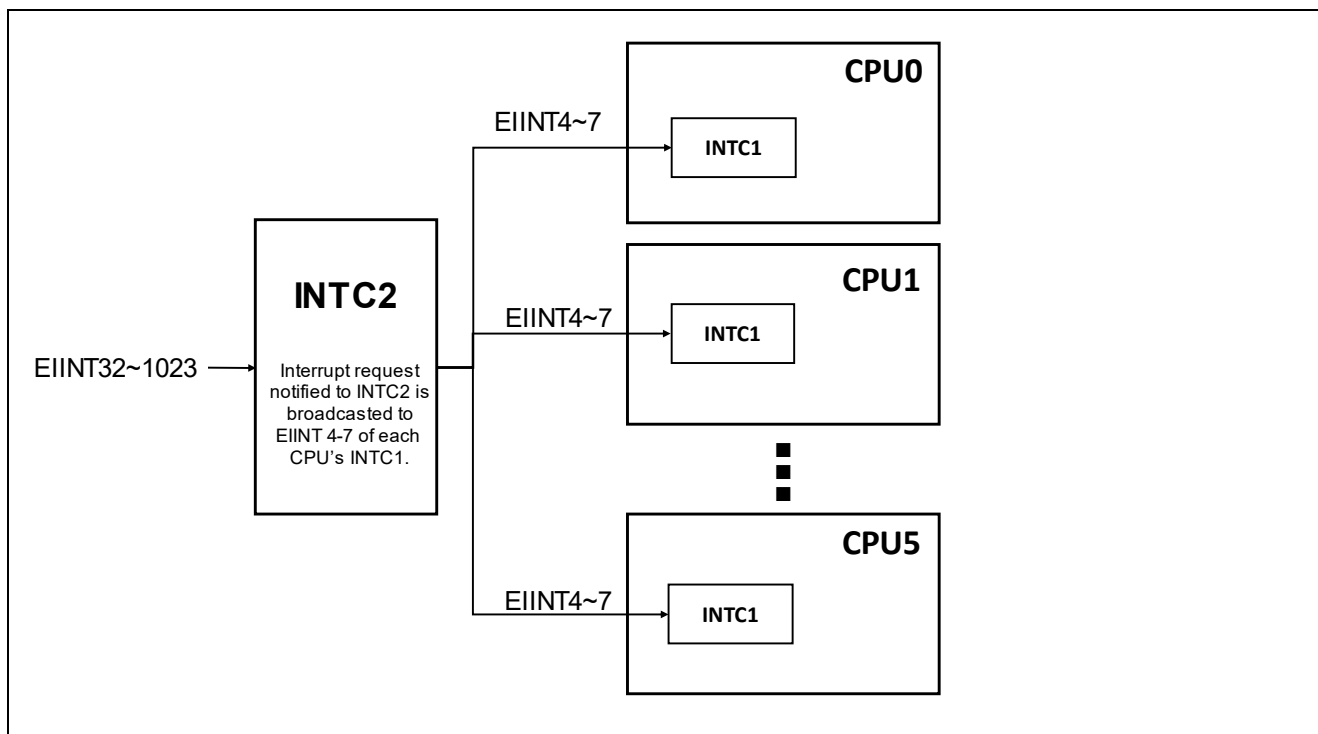 CPU0
EIINT4~7
INTC1
CPU1
INTC2
EIINT4~7
INTC1
EIINT32~1023
Interrupt request
notified to INTC2 is
broadcasted to
EIINT 4-7 of each
CPU's INTC1.
CPU5
EIINT4~7
INTC1